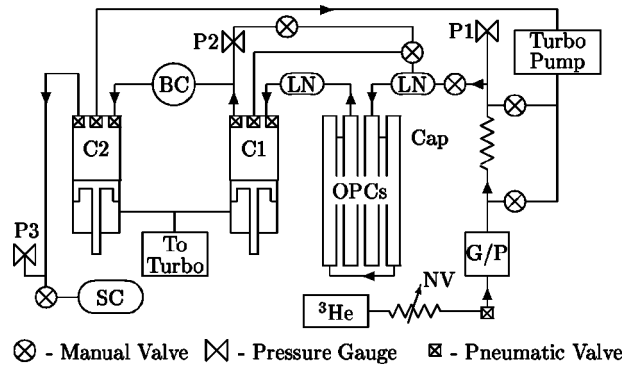 P2
P1
Turbo
Pump
BC
LN
LN
C2
C1
Cap
OPCs
P3
To
Turbo
G/P
NV
SC
³He
- Manual Valve
- Pressure Gauge
- Pneumatic Valve